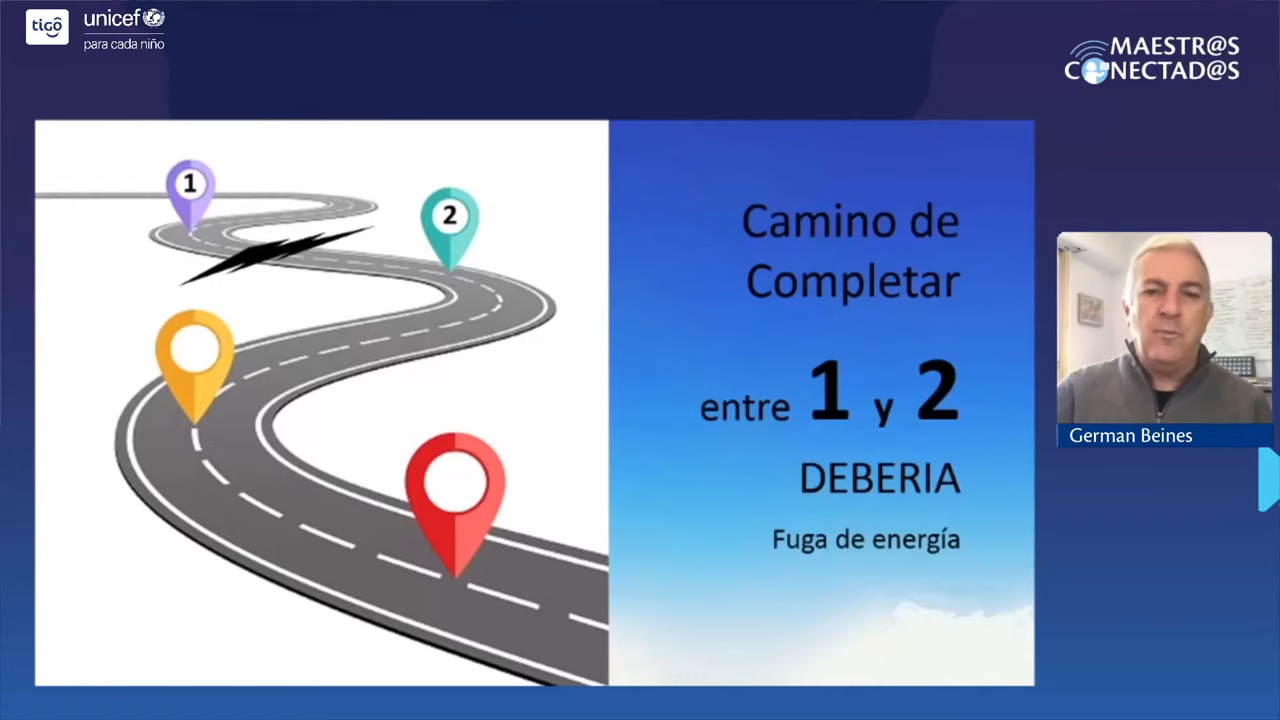 tigo
unicef
para cada niño
MAESTR@S
CONECTAD@S
1
2
Camino de
Completar
entre 1 y 2
DEBERIA
Fuga de energía
German Beines